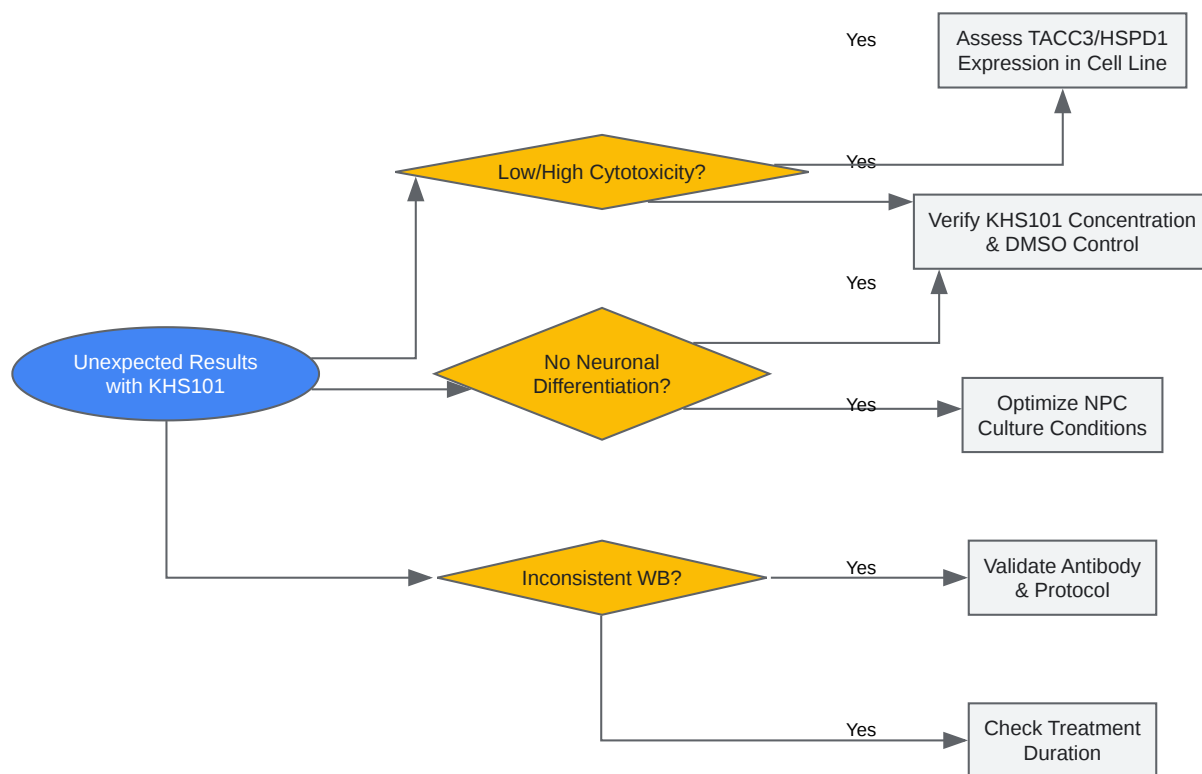 Yes
Assess TACC3/HSPD1
Expression in Cell Line
Low/High Cytotoxicity?
Yes
Verify KHS101 Concentration
& DMSO Control
Yes
Unexpected Results
with KHS101
No Neuronal
Differentiation?
Yes
Optimize NPC
Culture Conditions
Inconsistent WB?
Yes
Validate Antibody
& Protocol
Yes
Check Treatment
Duration